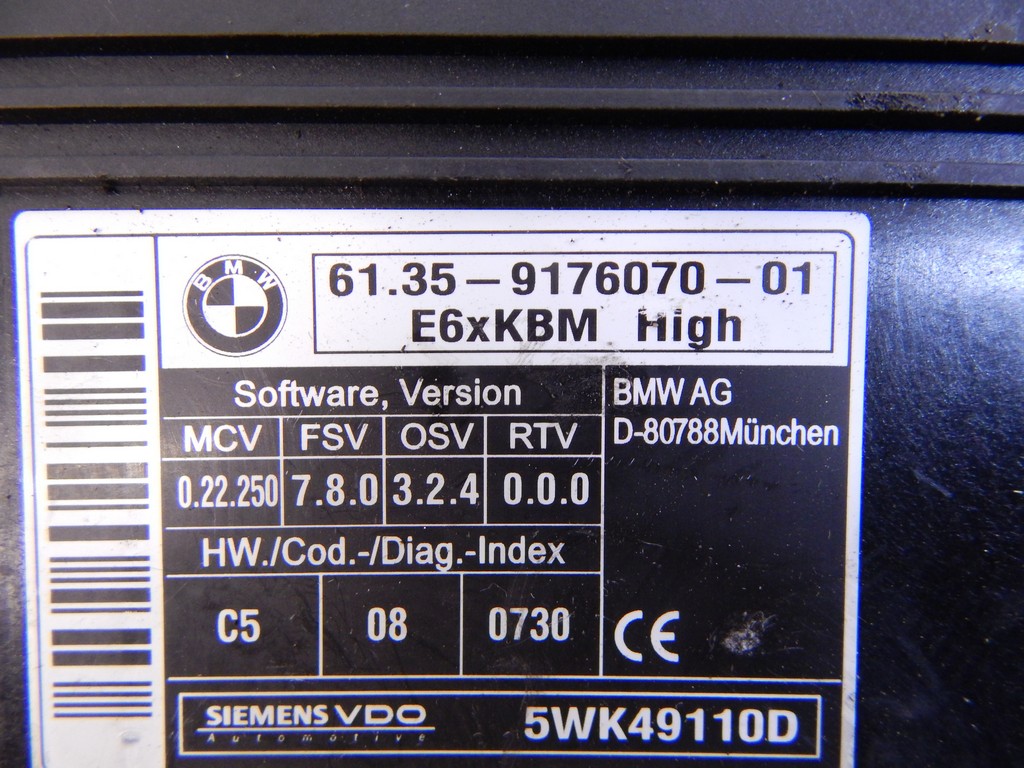 BMW
61.35-9176070-01
E6xKBM High
Software, Version
MCV FSV OSV RTV
0.22.250 7.8.0 3.2.4 0.0.0
HW./Cod.-/Diag.-Index
C5 08 0730
BMW AG
D-80788München
CE
SIEMENS VDO
Automotive
5WK49110D